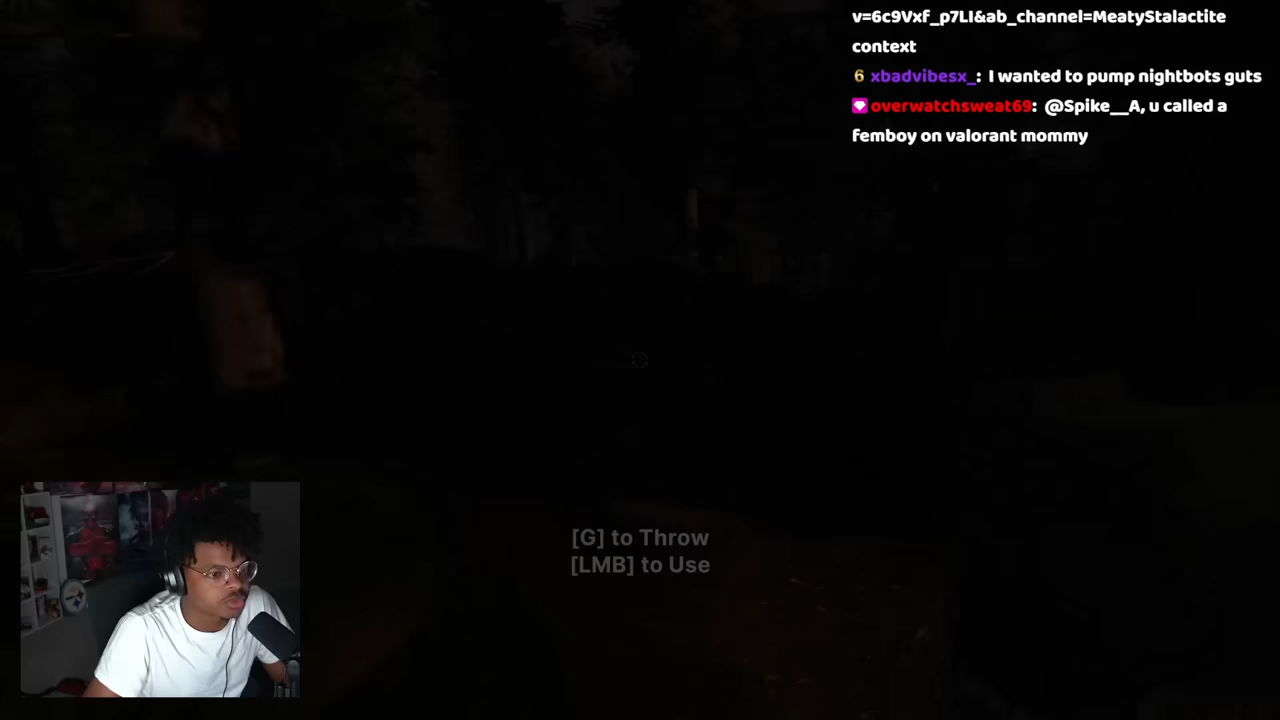 v=6c9Vxf_p7LI&ab_channel=MeatyStalactite
context
6 xbadvibesx_: I wanted to pump nightbots guts
overwatchsweat69: @Spike__A, u called a
femboy on valorant mommy
[G] to Throw
[LMB] to Use